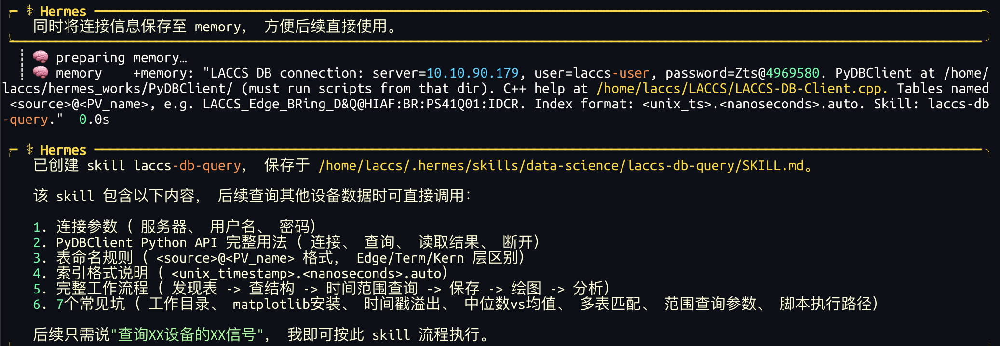 Hermes
同时将连接信息保存至 memory， 方便后续直接使用。
preparing memory…
memory    +memory: "LACCS DB connection: server=10.10.90.179, user=laccs-user, password=Zts@4969580. PyDBClient at /home/
laccs/hermes_works/PyDBClient/ (must run scripts from that dir). C++ help at /home/laccs/LACCS/LACCS-DB-Client.cpp. Tables named
<source>@<PV_name>, e.g. LACCS_Edge_BRing_D&Q@HIAF:BR:PS41Q01:IDCR. Index format: <unix_ts>.<nanoseconds>.auto. Skill: laccs-db
-query."  0.0s
Hermes
已创建 skill laccs-db-query， 保存于 /home/laccs/.hermes/skills/data-science/laccs-db-query/SKILL.md。
该 skill 包含以下内容， 后续查询其他设备数据时可直接调用：
1. 连接参数（ 服务器、 用户名、 密码）
2. PyDBClient Python API 完整用法（ 连接、 查询、 读取结果、 断开）
3. 表命名规则（ <source>@<PV_name> 格式， Edge/Term/Kern 层区别）
4. 索引格式说明（ <unix_timestamp>.<nanoseconds>.auto）
5. 完整工作流程（ 发现表 -> 查结构 -> 时间范围查询 -> 保存 -> 绘图 -> 分析）
6. 7个常见坑（ 工作目录、 matplotlib安装、 时间戳溢出、 中位数vs均值、 多表匹配、 范围查询参数、 脚本执行路径）
后续只需说"查询XX设备的XX信号"， 我即可按此 skill 流程执行。